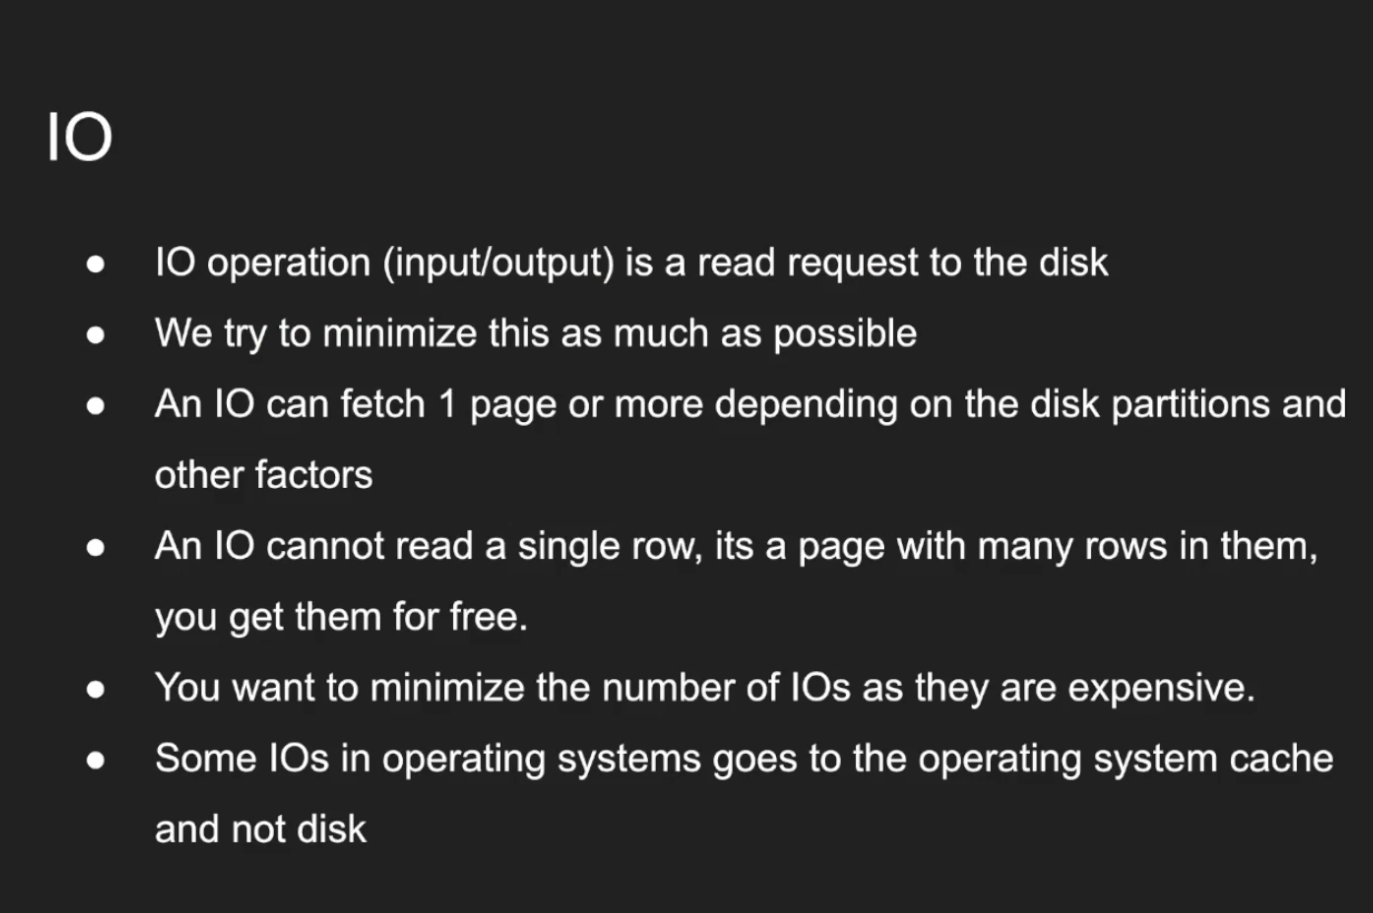 IO
● IO operation (input/output) is a read request to the disk
● We try to minimize this as much as possible
● An IO can fetch 1 page or more depending on the disk partitions and
other factors
● An IO cannot read a single row, its a page with many rows in them,
you get them for free.
● You want to minimize the number of IOs as they are expensive.
● Some IOs in operating systems goes to the operating system cache
and not disk